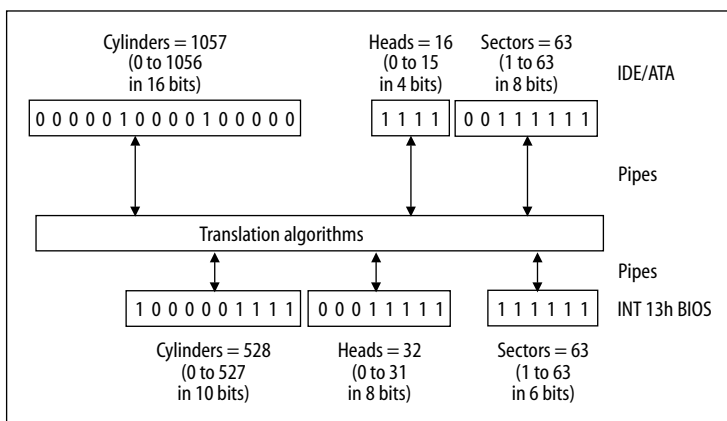 Cylinders = 1057
(0 to 1056
in 16 bits)
Heads = 16
(0 to 15
in 4 bits)
Sectors = 63
(1 to 63
in 8 bits)
IDE/ATA
0 0 0 0 0 1 0 0 0 0 1 0 0 0 0 0
1 1 1 1
0 0 1 1 1 1 1 1
Pipes
Translation algorithms
Pipes
1 0 0 0 0 0 1 1 1 1
0 0 0 1 1 1 1 1
1 1 1 1 1 1
INT 13h BIOS
Cylinders = 528
(0 to 527
in 10 bits)
Heads = 32
(0 to 31
in 8 bits)
Sectors = 63
(1 to 63
in 6 bits)